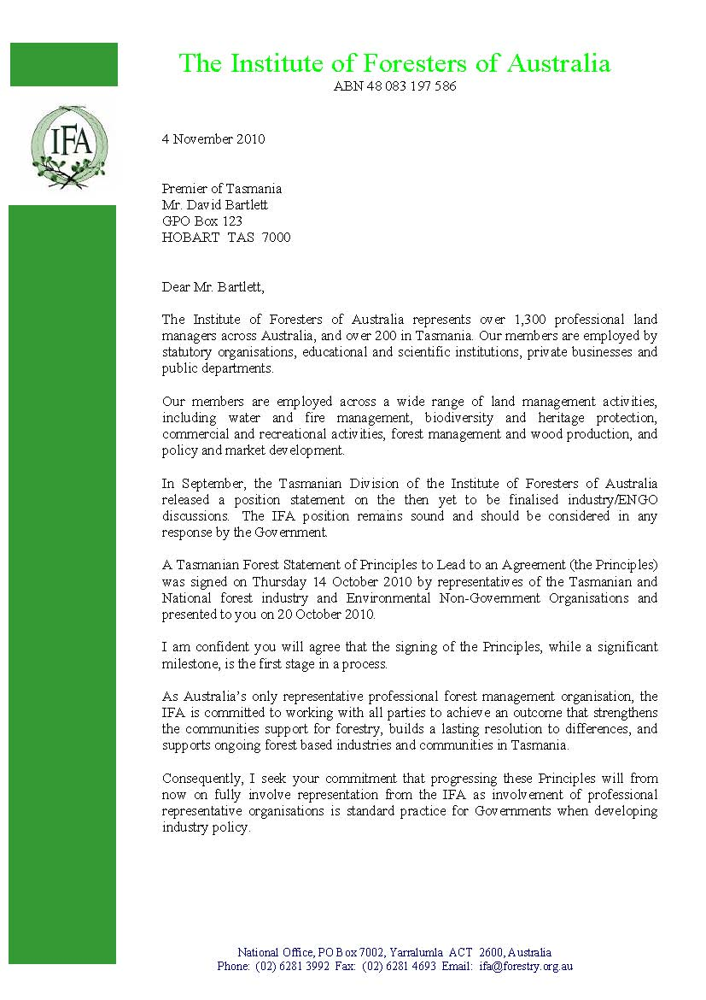 The Institute of Foresters of Australia
ABN 48 083 197 586
IFA
4 November 2010
Premier of Tasmania
Mr. David Bartlett
GPO Box 123
HOBART TAS 7000
Dear Mr. Bartlett,
The Institute of Foresters of Australia represents over 1,300 professional land
managers across Australia, and over 200 in Tasmania. Our members are employed by
statutory organisations, educational and scientific institutions, private businesses and
public departments.
Our members are employed across a wide range of land management activities,
including water and fire management, biodiversity and heritage protection,
commercial and recreational activities, forest management and wood production, and
policy and market development.
In September, the Tasmanian Division of the Institute of Foresters of Australia
released a position statement on the then yet to be finalised industry/ENGO
discussions. The IFA position remains sound and should be considered in any
response by the Government.
A Tasmanian Forest Statement of Principles to Lead to an Agreement (the Principles)
was signed on Thursday 14 October 2010 by representatives of the Tasmanian and
National forest industry and Environmental Non-Government Organisations and
presented to you on 20 October 2010.
I am confident you will agree that the signing of the Principles, while a significant
milestone, is the first stage in a process.
As Australia's only representative professional forest management organisation, the
IFA is committed to working with all parties to achieve an outcome that strengthens
the communities support for forestry, builds a lasting resolution to differences, and
supports ongoing forest based industries and communities in Tasmania.
Consequently, I seek your commitment that progressing these Principles will from
now on fully involve representation from the IFA as involvement of professional
representative organisations is standard practice for Governments when developing
industry policy.
National Office, PO Box 7002, Yarralumla ACT 2600, Australia
Phone: (02) 6281 3992 Fax: (02) 6281 4693 Email: ifa@forestry.org.au